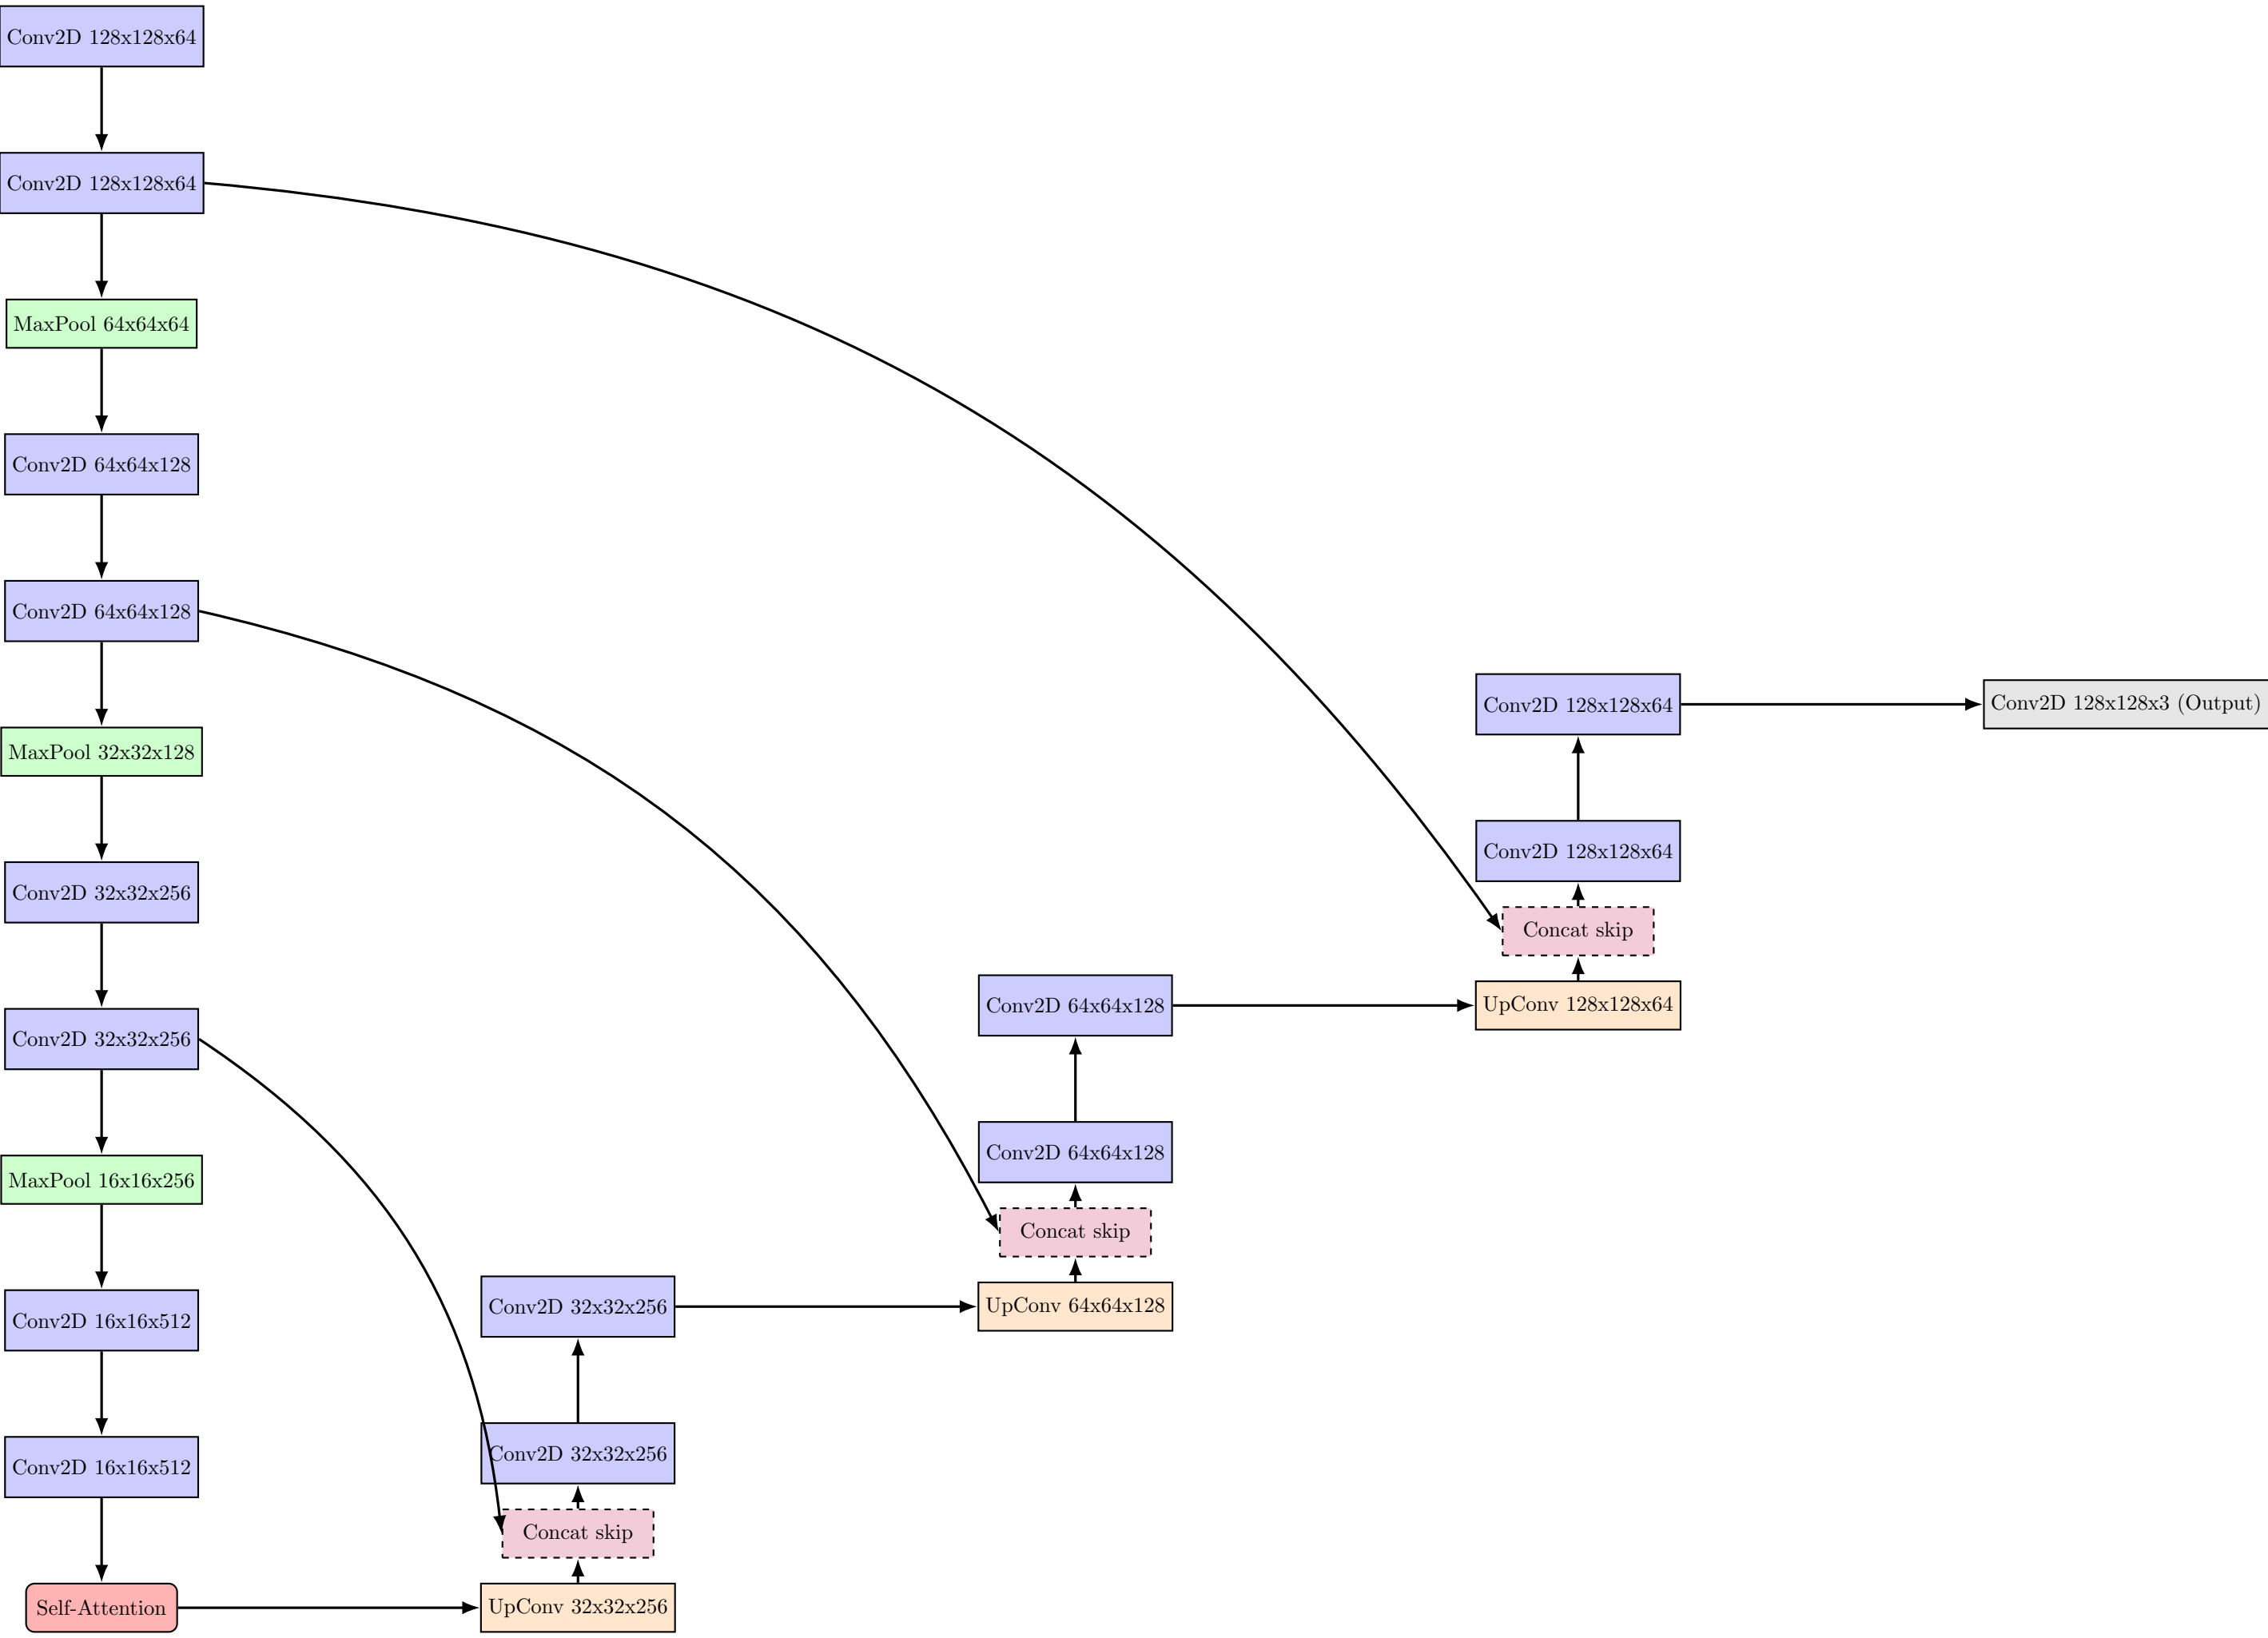 Conv2D 128x128x64
Conv2D 128x128x64
MaxPool 64x64x64
Conv2D 64x64x128
Conv2D 64x64x128
MaxPool 32x32x128
Conv2D 32x32x256
Conv2D 32x32x256
MaxPool 16x16x256
Conv2D 16x16x512
Conv2D 16x16x512
Self-Attention
UpConv 32x32x256
Concat skip
Conv2D 32x32x256
Conv2D 32x32x256
UpConv 64x64x128
Concat skip
Conv2D 64x64x128
Conv2D 64x64x128
UpConv 128x128x64
Concat skip
Conv2D 128x128x64
Conv2D 128x128x64
Conv2D 128x128x3 (Output)